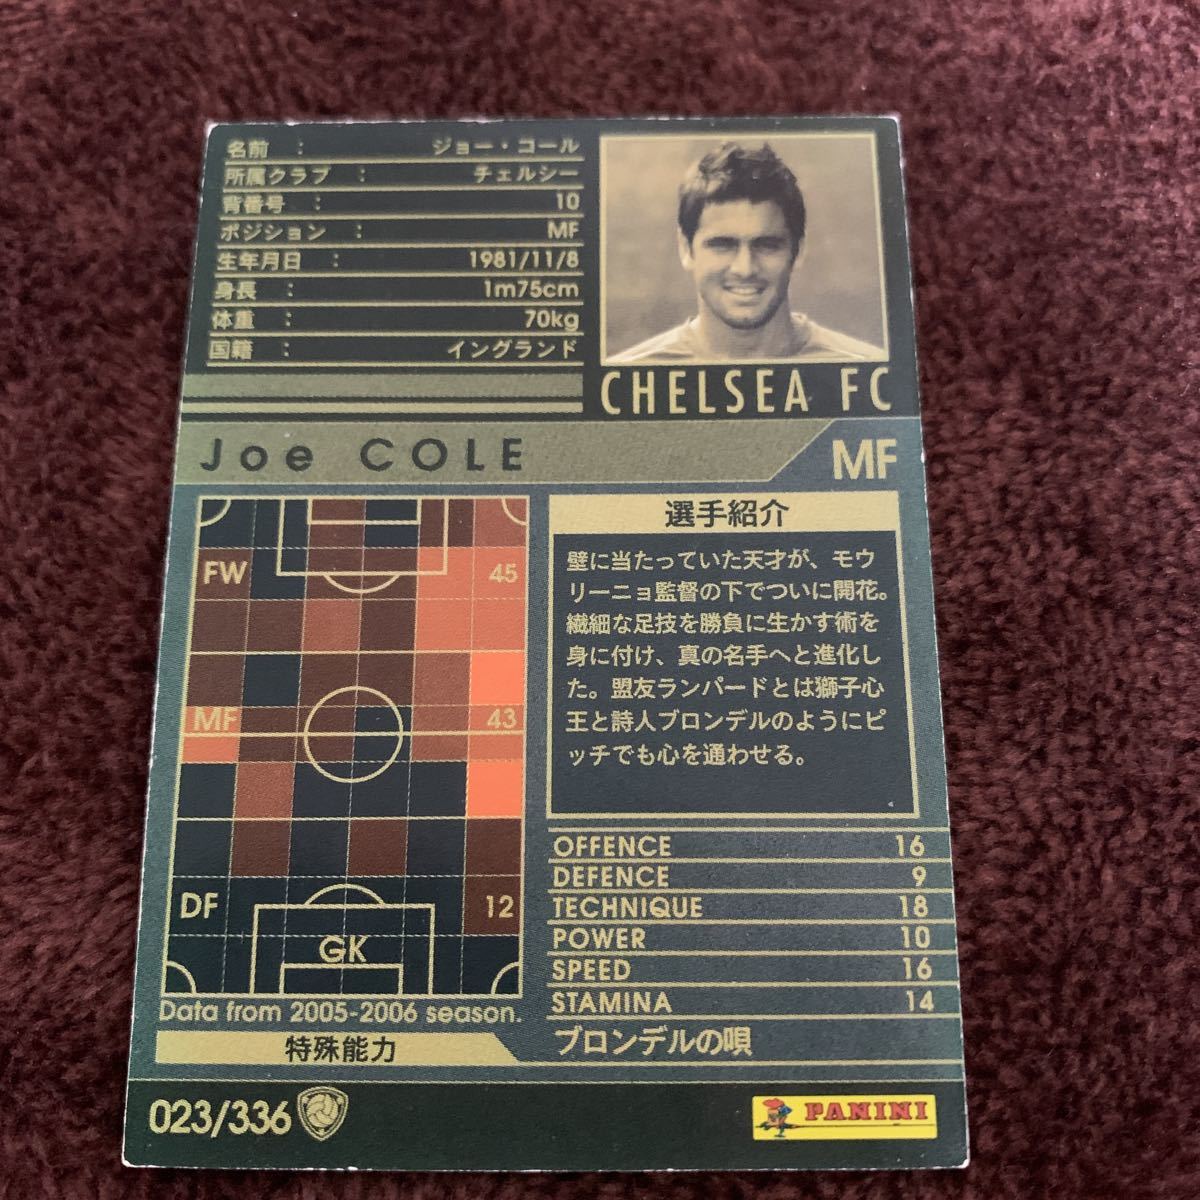 名前 : ジョー・コール
所属クラブ : チェルシー
背番号 : 10
ポジション : MF
生年月日 : 1981/11/8
身長 : 1m75cm
体重 : 70kg
国籍 : イングランド
CHELSEA FC
Joe COLE
MF
FW 45
MF 43
DF 12
GK
Data from 2005-2006 season.
選手紹介
壁に当たっていた天才が、モウ
リーニョ監督の下でついに開花。
繊細な足技を勝負に生かす術を
身に付け、真の名手へと進化し
た。盟友ランパードとは獅子心
王と詩人ブロンデルのようにピ
ッチでも心を通わせる。
OFFENCE 16
DEFENCE 9
TECHNIQUE 18
POWER 10
SPEED 16
STAMINA 14
特殊能力 ブロンデルの唄
023/336
PANINI